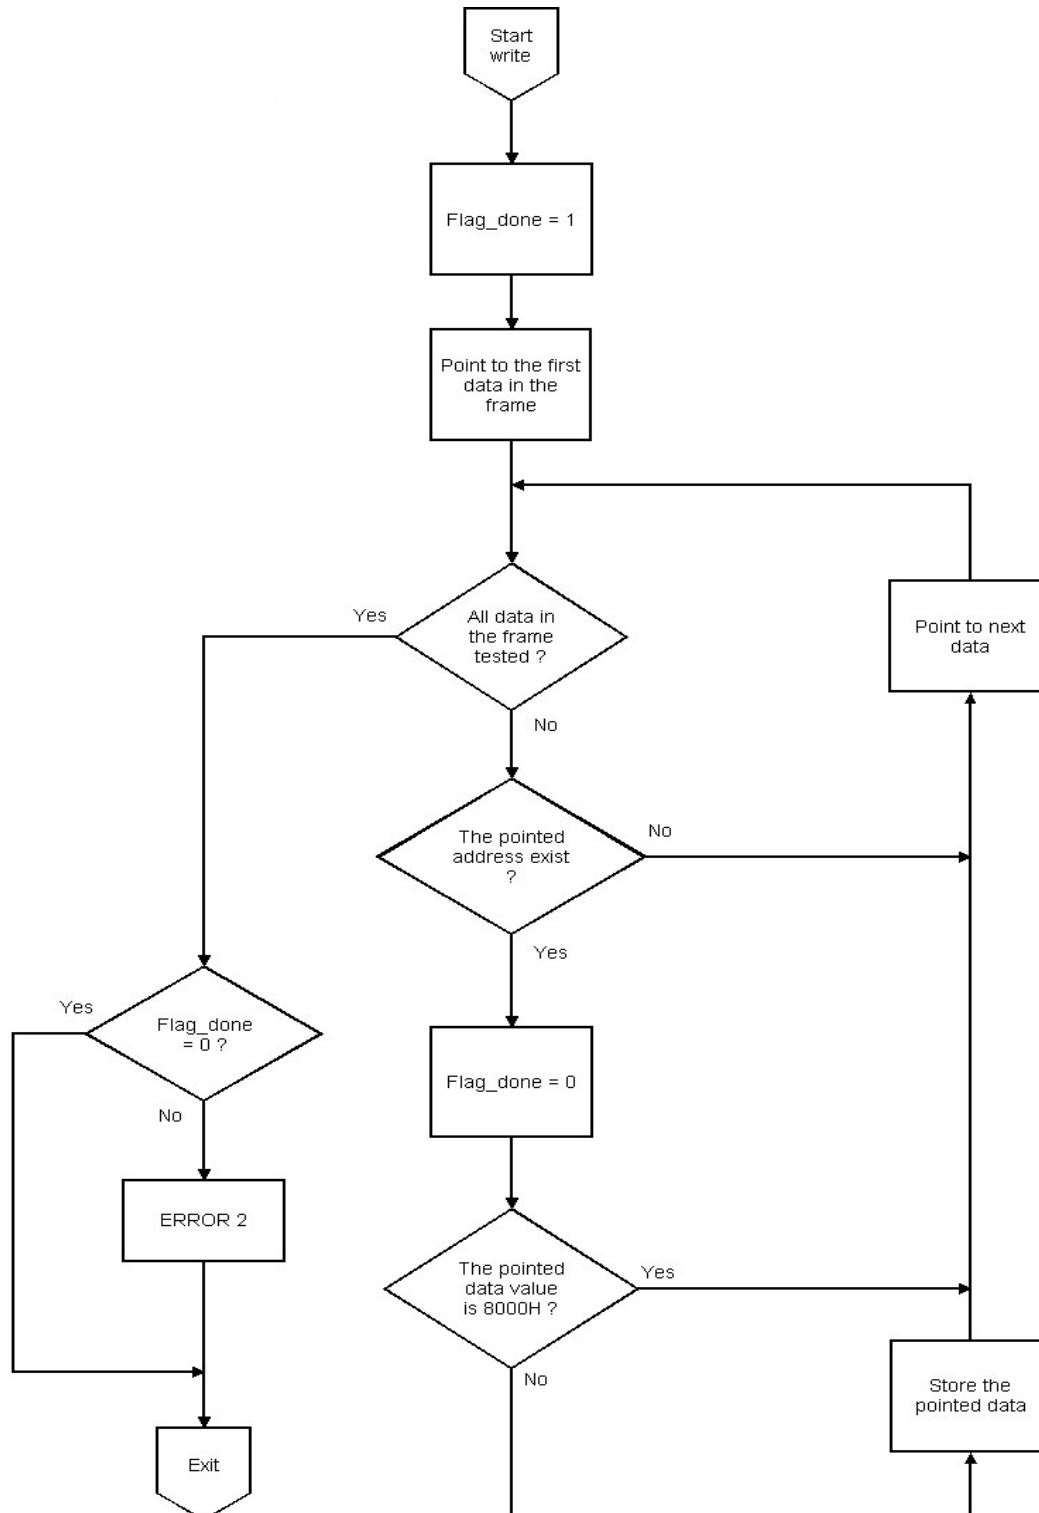 Start
write
Flag_done = 1
Point to the first
data in the
frame
Yes
All data in
the frame
tested ?
Point to next
data
No
The pointed
address exist
?
No
Yes
Yes
Flag_done
= 0 ?
Flag_done = 0
No
ERROR 2
The pointed
data value
is 8000H ?
Yes
No
Store the
pointed data
Exit